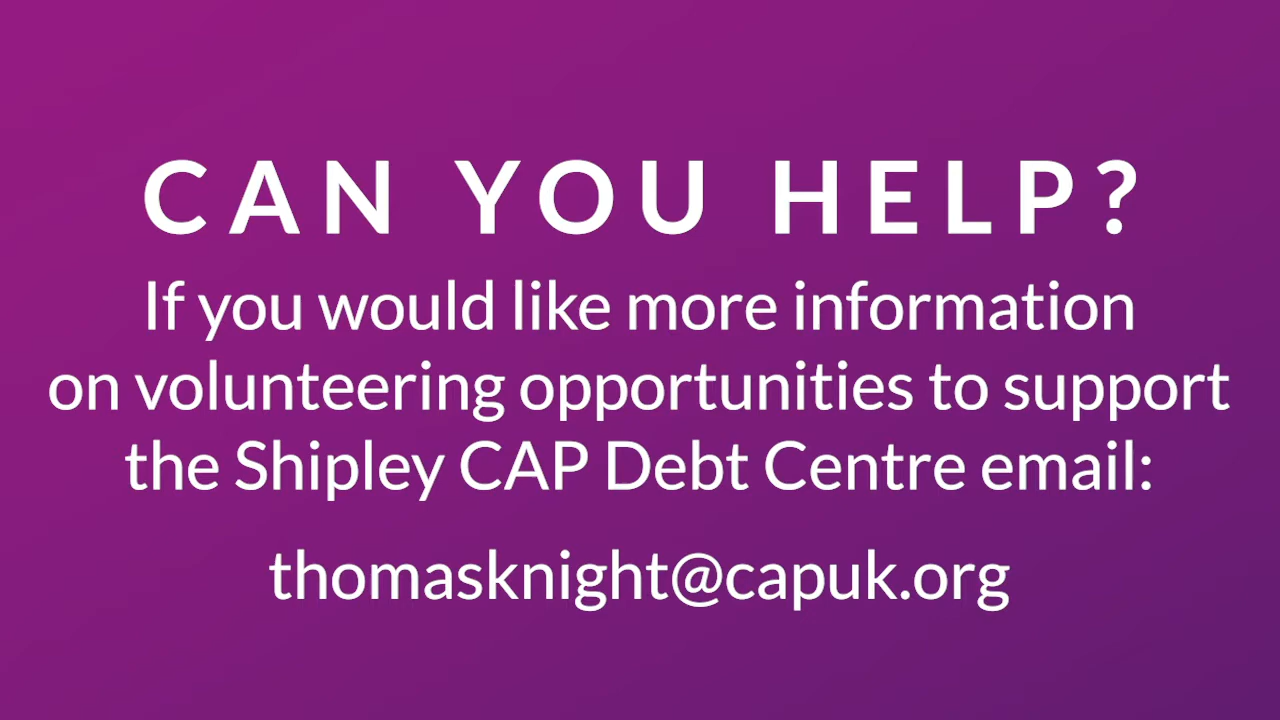 CAN YOU HELP?
If you would like more information
on volunteering opportunities to support
the Shipley CAP Debt Centre email:
thomasknight@capuk.org